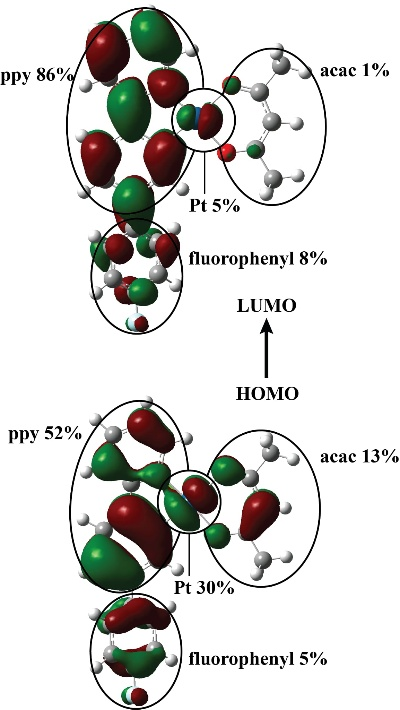 ppy 86%
acac 1%
Pt 5%
fluorophenyl 8%
LUMO
HOMO
ppy 52%
acac 13%
Pt 30%
fluorophenyl 5%